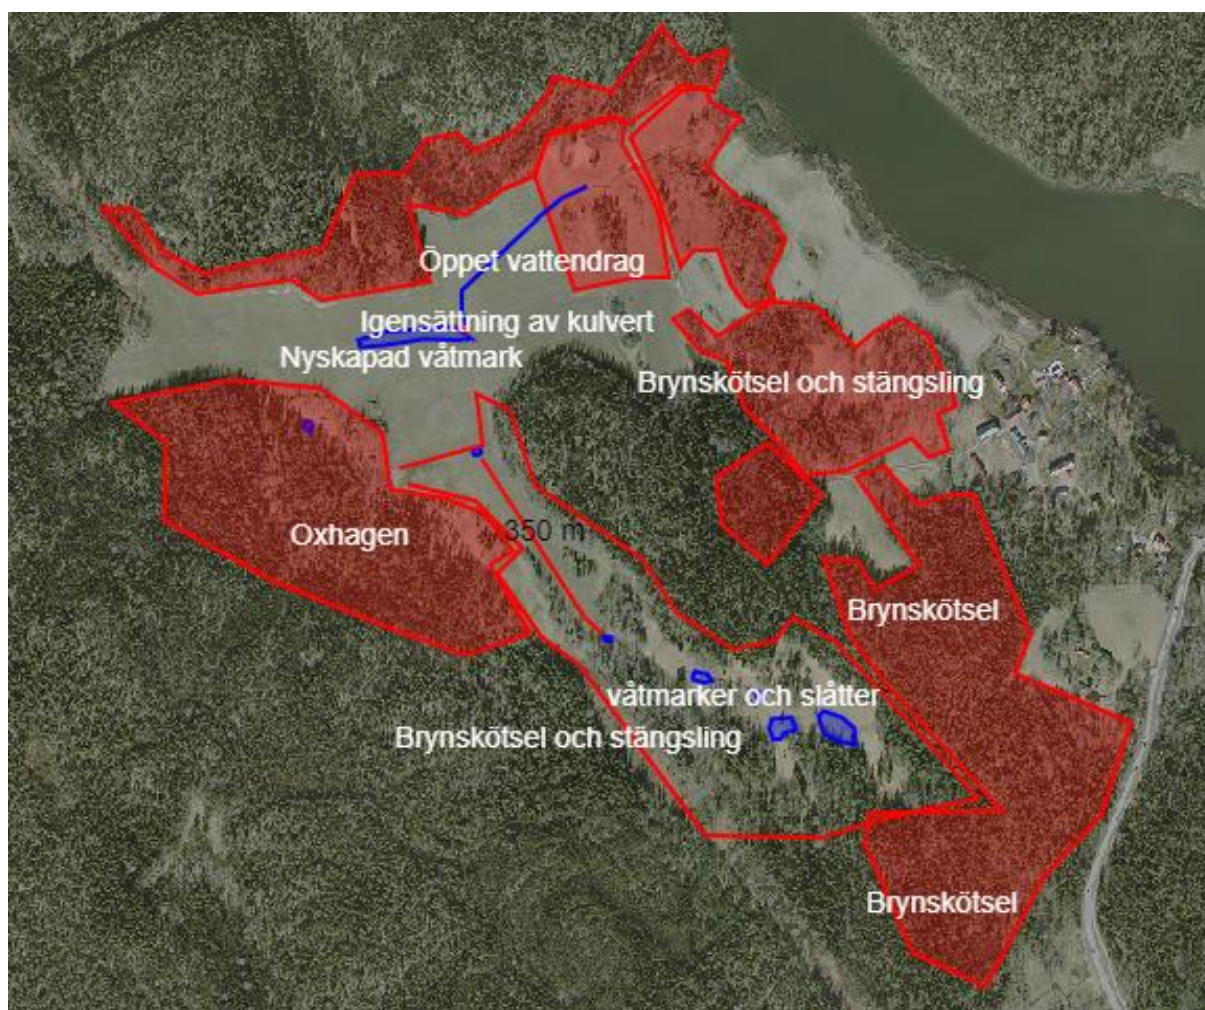 Öppet vattendrag
Igensättning av kulvert
Nyskapad våtmark
Brynskötsel och stängsling
Oxhagen
350 m
Brynskötsel
våtmarker och slåtter
Brynskötsel och stängsling
Brynskötsel